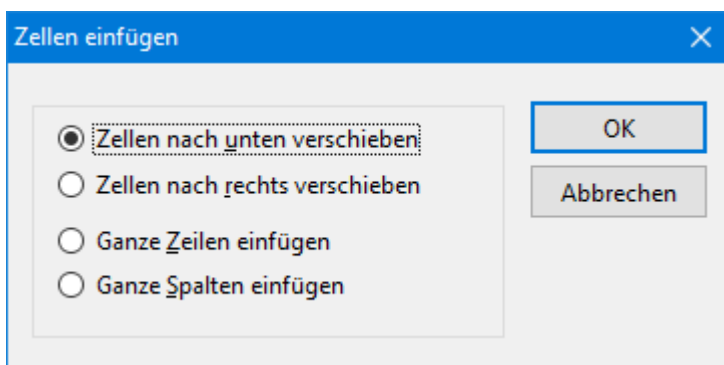 Zellen einfügen
Zellen nach unten verschieben
Zellen nach rechts verschieben
Ganze Zeilen einfügen
Ganze Spalten einfügen
OK
Abbrechen